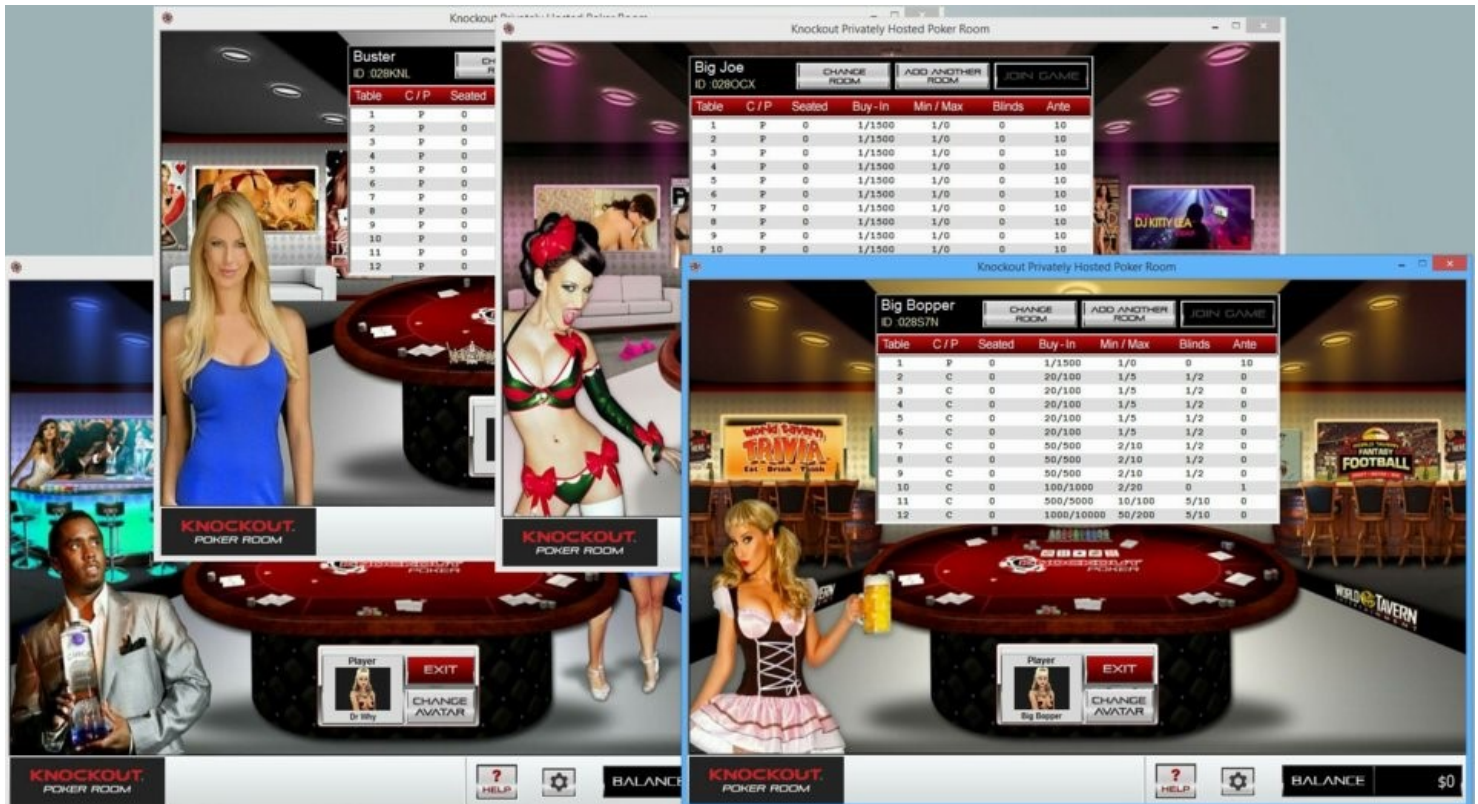 Knockout Privately Hosted Poker Room
Buster
ID :028KNL
Table C / P Seated
1 P 0
2 P 0
3 P 0
4 P 0
5 P 0
6 P 0
7 P 0
8 P 0
9 P 0
10 P 0
11 P 0
12 P 0
KNOCKOUT.
POKER ROOM
Knockout Privately Hosted Poker Room
Big Joe
ID :028OCX
CHANGE ROOM
ADD ANOTHER ROOM
JOIN GAME
Table C / P Seated Buy-In Min / Max Blinds Ante
1 P 0 1/1500 1/0 0 10
2 P 0 1/1500 1/0 0 10
3 P 0 1/1500 1/0 0 10
4 P 0 1/1500 1/0 0 10
5 P 0 1/1500 1/0 0 10
6 P 0 1/1500 1/0 0 10
7 P 0 1/1500 1/0 0 10
8 P 0 1/1500 1/0 0 10
9 P 0 1/1500 1/0 0 10
10 P 0 1/1500 1/0 0 10
DJ KITTY LEA
KNOCKOUT.
POKER ROOM
Knockout Privately Hosted Poker Room
Big Bopper
ID :028S7N
CHANGE ROOM
ADD ANOTHER ROOM
JOIN GAME
Table C / P Seated Buy-In Min / Max Blinds Ante
1 P 0 1/1500 1/0 0 10
2 C 0 20/100 1/5 1/2 0
3 C 0 20/100 1/5 1/2 0
4 C 0 20/100 1/5 1/2 0
5 C 0 20/100 1/5 1/2 0
6 C 0 20/100 1/5 1/2 0
7 C 0 50/500 2/10 1/2 0
8 C 0 50/500 2/10 1/2 0
9 C 0 50/500 2/10 1/2 0
10 C 0 100/1000 2/20 0 1
11 C 0 500/5000 10/100 5/10 0
12 C 0 1000/10000 50/200 5/10 0
World Tavern
TRIVIA
Eat - Drink - Think
WORLD TAVERN
FANTASY
FOOTBALL
KNOCKOUT
POKER
WORLD TAVERN
ENTERTAINMENT
Player
Big Bopper
EXIT
CHANGE
AVATAR
KNOCKOUT.
POKER ROOM
?
HELP
BALANCE $0
KNOCKOUT
POKER
Player
Dr Why
EXIT
CHANGE
AVATAR
KNOCKOUT.
POKER ROOM
?
HELP
BALANCE